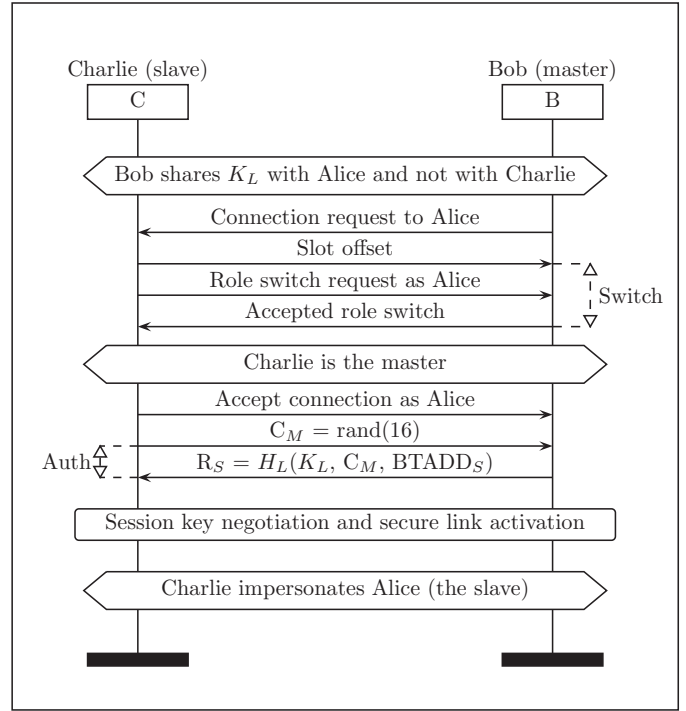 Charlie (slave)
Bob (master)
C
B
Bob shares K_L with Alice and not with Charlie
Connection request to Alice
Slot offset
Role switch request as Alice
Switch
Accepted role switch
Charlie is the master
Accept connection as Alice
C_M = rand(16)
Auth
R_S = H_L(K_L, C_M, BTADD_S)
Session key negotiation and secure link activation
Charlie impersonates Alice (the slave)